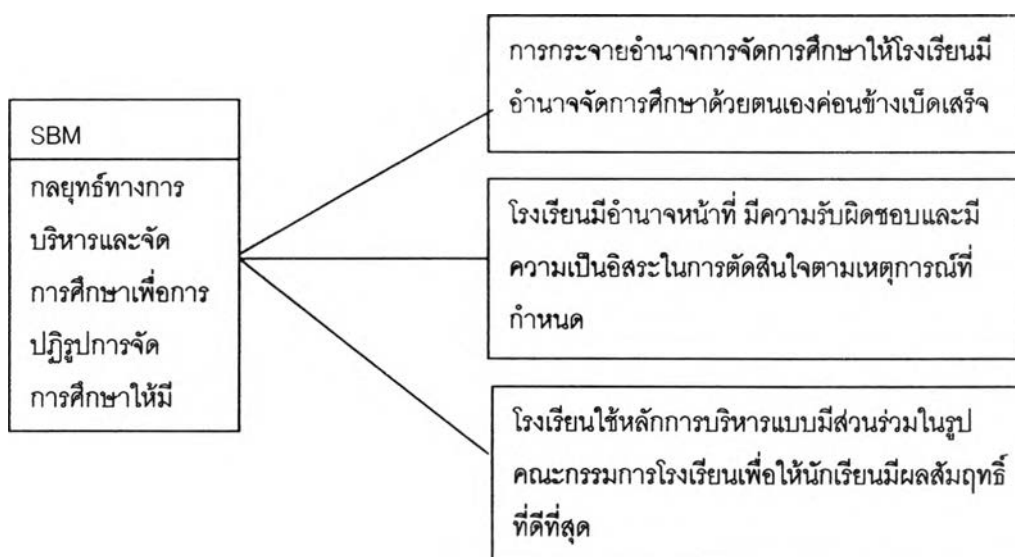 การกระจายอำนาจการจัดการศึกษาให้โรงเรียนมี
อำนาจจัดการศึกษาด้วยตนเองค่อนข้างเบ็ดเสร็จ
SBM
กลยุทธ์ทางการ
บริหารและจัด
การศึกษาเพื่อการ
ปฏิรูปการจัด
การศึกษาให้มี
โรงเรียนมีอำนาจหน้าที่ มีความรับผิดชอบและมี
ความเป็นอิสระในการตัดสินใจตามเหตุการณ์ที่
กำหนด
โรงเรียนใช้หลักการบริหารแบบมีส่วนร่วมในรูป
คณะกรรมการโรงเรียนเพื่อให้นักเรียนมีผลสัมฤทธิ์
ที่ดีที่สุด